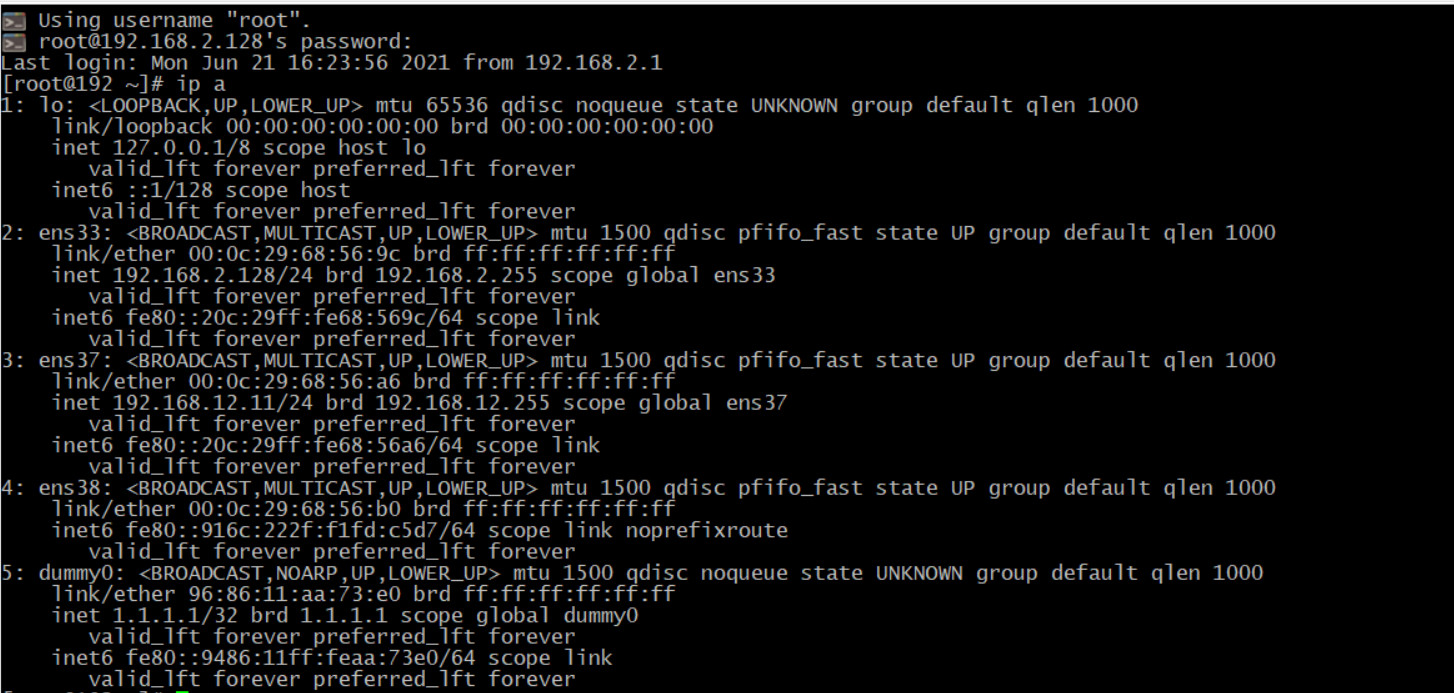 Using username "root".
root@192.168.2.128's password:
Last login: Mon Jun 21 16:23:56 2021 from 192.168.2.1
[root@192 ~]# ip a
1: lo: <LOOPBACK,UP,LOWER_UP> mtu 65536 qdisc noqueue state UNKNOWN group default qlen 1000
    link/loopback 00:00:00:00:00:00 brd 00:00:00:00:00:00
    inet 127.0.0.1/8 scope host lo
       valid_lft forever preferred_lft forever
    inet6 ::1/128 scope host
       valid_lft forever preferred_lft forever
2: ens33: <BROADCAST,MULTICAST,UP,LOWER_UP> mtu 1500 qdisc pfifo_fast state UP group default qlen 1000
    link/ether 00:0c:29:68:56:9c brd ff:ff:ff:ff:ff:ff
    inet 192.168.2.128/24 brd 192.168.2.255 scope global ens33
       valid_lft forever preferred_lft forever
    inet6 fe80::20c:29ff:fe68:569c/64 scope link
       valid_lft forever preferred_lft forever
3: ens37: <BROADCAST,MULTICAST,UP,LOWER_UP> mtu 1500 qdisc pfifo_fast state UP group default qlen 1000
    link/ether 00:0c:29:68:56:a6 brd ff:ff:ff:ff:ff:ff
    inet 192.168.12.11/24 brd 192.168.12.255 scope global ens37
       valid_lft forever preferred_lft forever
    inet6 fe80::20c:29ff:fe68:56a6/64 scope link
       valid_lft forever preferred_lft forever
4: ens38: <BROADCAST,MULTICAST,UP,LOWER_UP> mtu 1500 qdisc pfifo_fast state UP group default qlen 1000
    link/ether 00:0c:29:68:56:b0 brd ff:ff:ff:ff:ff:ff
    inet6 fe80::916c:222f:f1fd:c5d7/64 scope link noprefixroute
       valid_lft forever preferred_lft forever
5: dummy0: <BROADCAST,NOARP,UP,LOWER_UP> mtu 1500 qdisc noqueue state UNKNOWN group default qlen 1000
    link/ether 96:86:11:aa:73:e0 brd ff:ff:ff:ff:ff:ff
    inet 1.1.1.1/32 brd 1.1.1.1 scope global dummy0
       valid_lft forever preferred_lft forever
    inet6 fe80::9486:11ff:feaa:73e0/64 scope link
       valid_lft forever preferred_lft forever